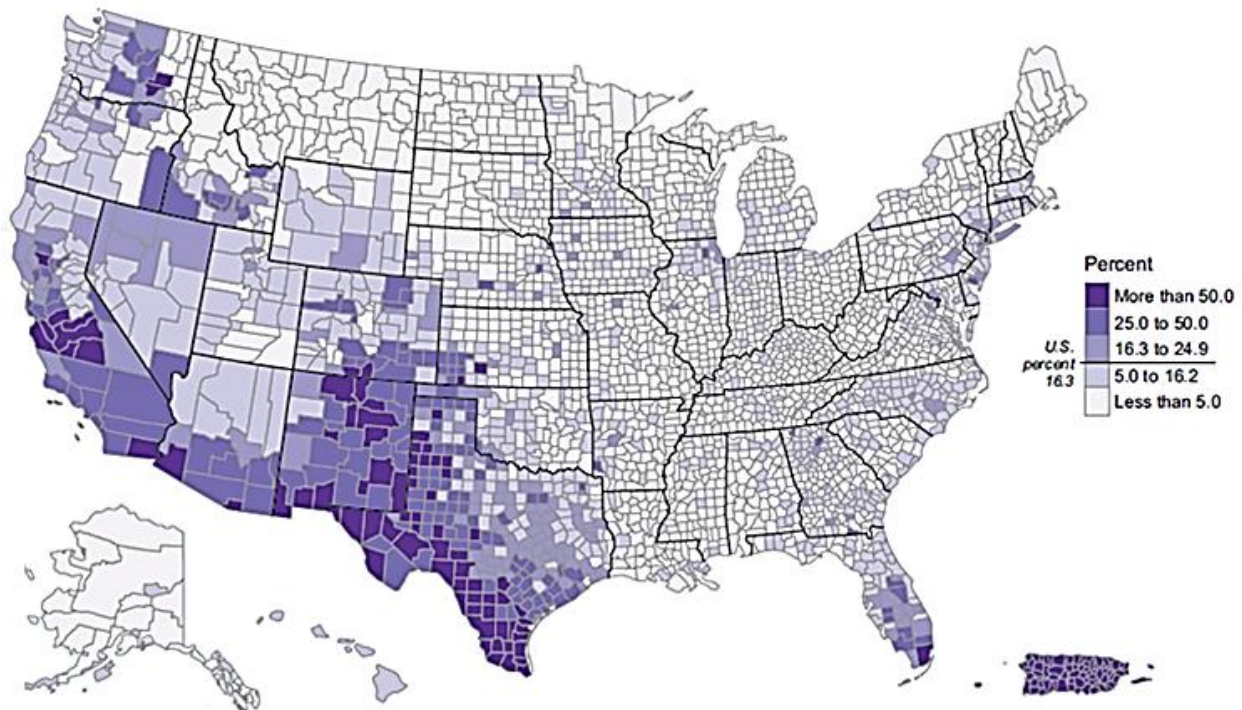 Percent
More than 50.0
25.0 to 50.0
16.3 to 24.9
U.S.
percent
16.3
5.0 to 16.2
Less than 5.0